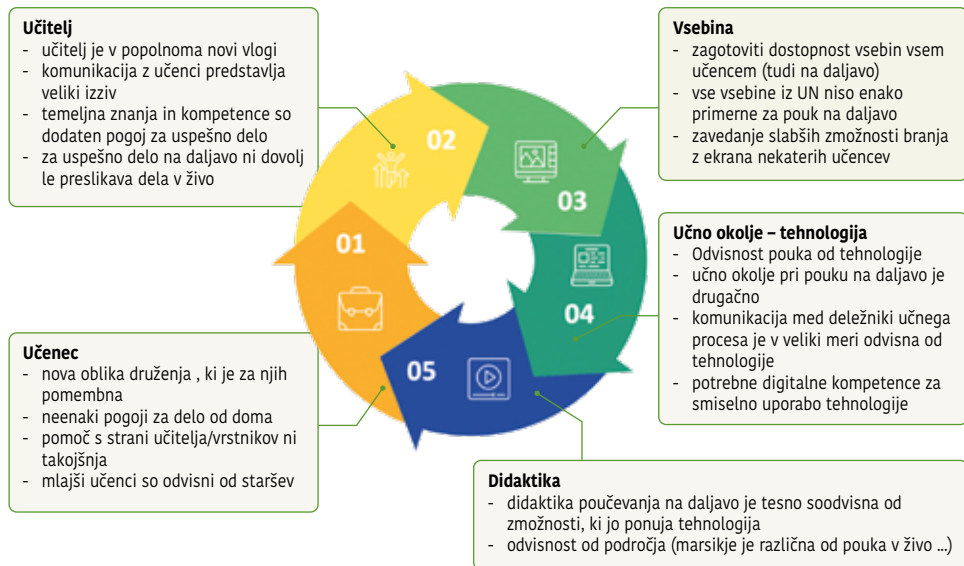 Učitelj
- učitelj je v popolnoma novi vlogi
- komunikacija z učenci predstavlja
veliki izziv
- temeljna znanja in kompetence so
dodaten pogoj za uspešno delo
- za uspešno delo na daljavo ni dovolj
le preslikava dela v živo
Vsebina
- zagotoviti dostopnost vsebin vsem
učencem (tudi na daljavo)
- vse vsebine iz UN niso enako
primerne za pouk na daljavo
- zavedanje slabših zmožnosti branja
z ekrana nekaterih učencev
02
03
01
04
05
Učno okolje – tehnologija
- Odvisnost pouka od tehnologije
- učno okolje pri pouku na daljavo je
drugačno
- komunikacija med deležniki učnega
procesa je v veliki meri odvisna od
tehnologije
- potrebne digitalne kompetence za
smiselno uporabo tehnologije
Učenec
- nova oblika druženja , ki je za njih
pomembna
- neenaki pogoji za delo od doma
- pomoč s strani učitelja/vrstnikov ni
takojšnja
- mlajši učenci so odvisni od staršev
Didaktika
- didaktika poučevanja na daljavo je tesno soodvisna od
zmožnosti, ki jo ponuja tehnologija
- odvisnost od področja (marsikje je različna od pouka v živo ...)